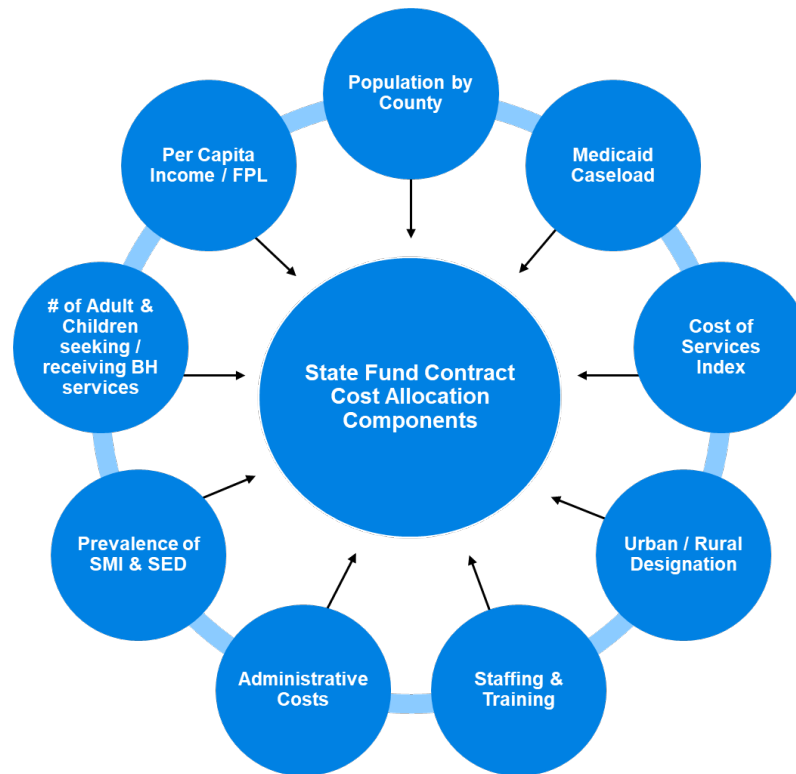 Population by
County
Per Capita
Income / FPL
Medicaid
Caseload
# of Adult &
Children
seeking /
receiving BH
services
State Fund Contract
Cost Allocation
Components
Cost of
Services
Index
Prevalence of
SMI & SED
Urban / Rural
Designation
Administrative
Costs
Staffing &
Training